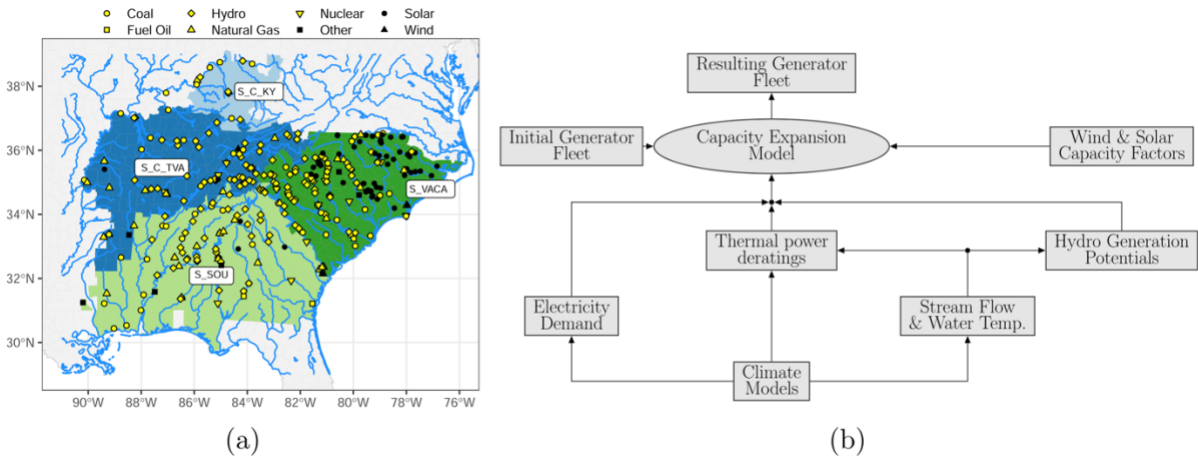 Coal Hydro Nuclear Solar
Fuel Oil Natural Gas Other Wind
38°N
36°N
34°N
32°N
30°N
S_C_KY
S_C_TVA
S_VACA
S_SOU
90°W 88°W 86°W 84°W 82°W 80°W 78°W 76°W
(a)
Resulting Generator
Fleet
Initial Generator
Fleet
Capacity Expansion
Model
Wind & Solar
Capacity Factors
Thermal power
deratings
Hydro Generation
Potentials
Electricity
Demand
Stream Flow
& Water Temp.
Climate
Models
(b)